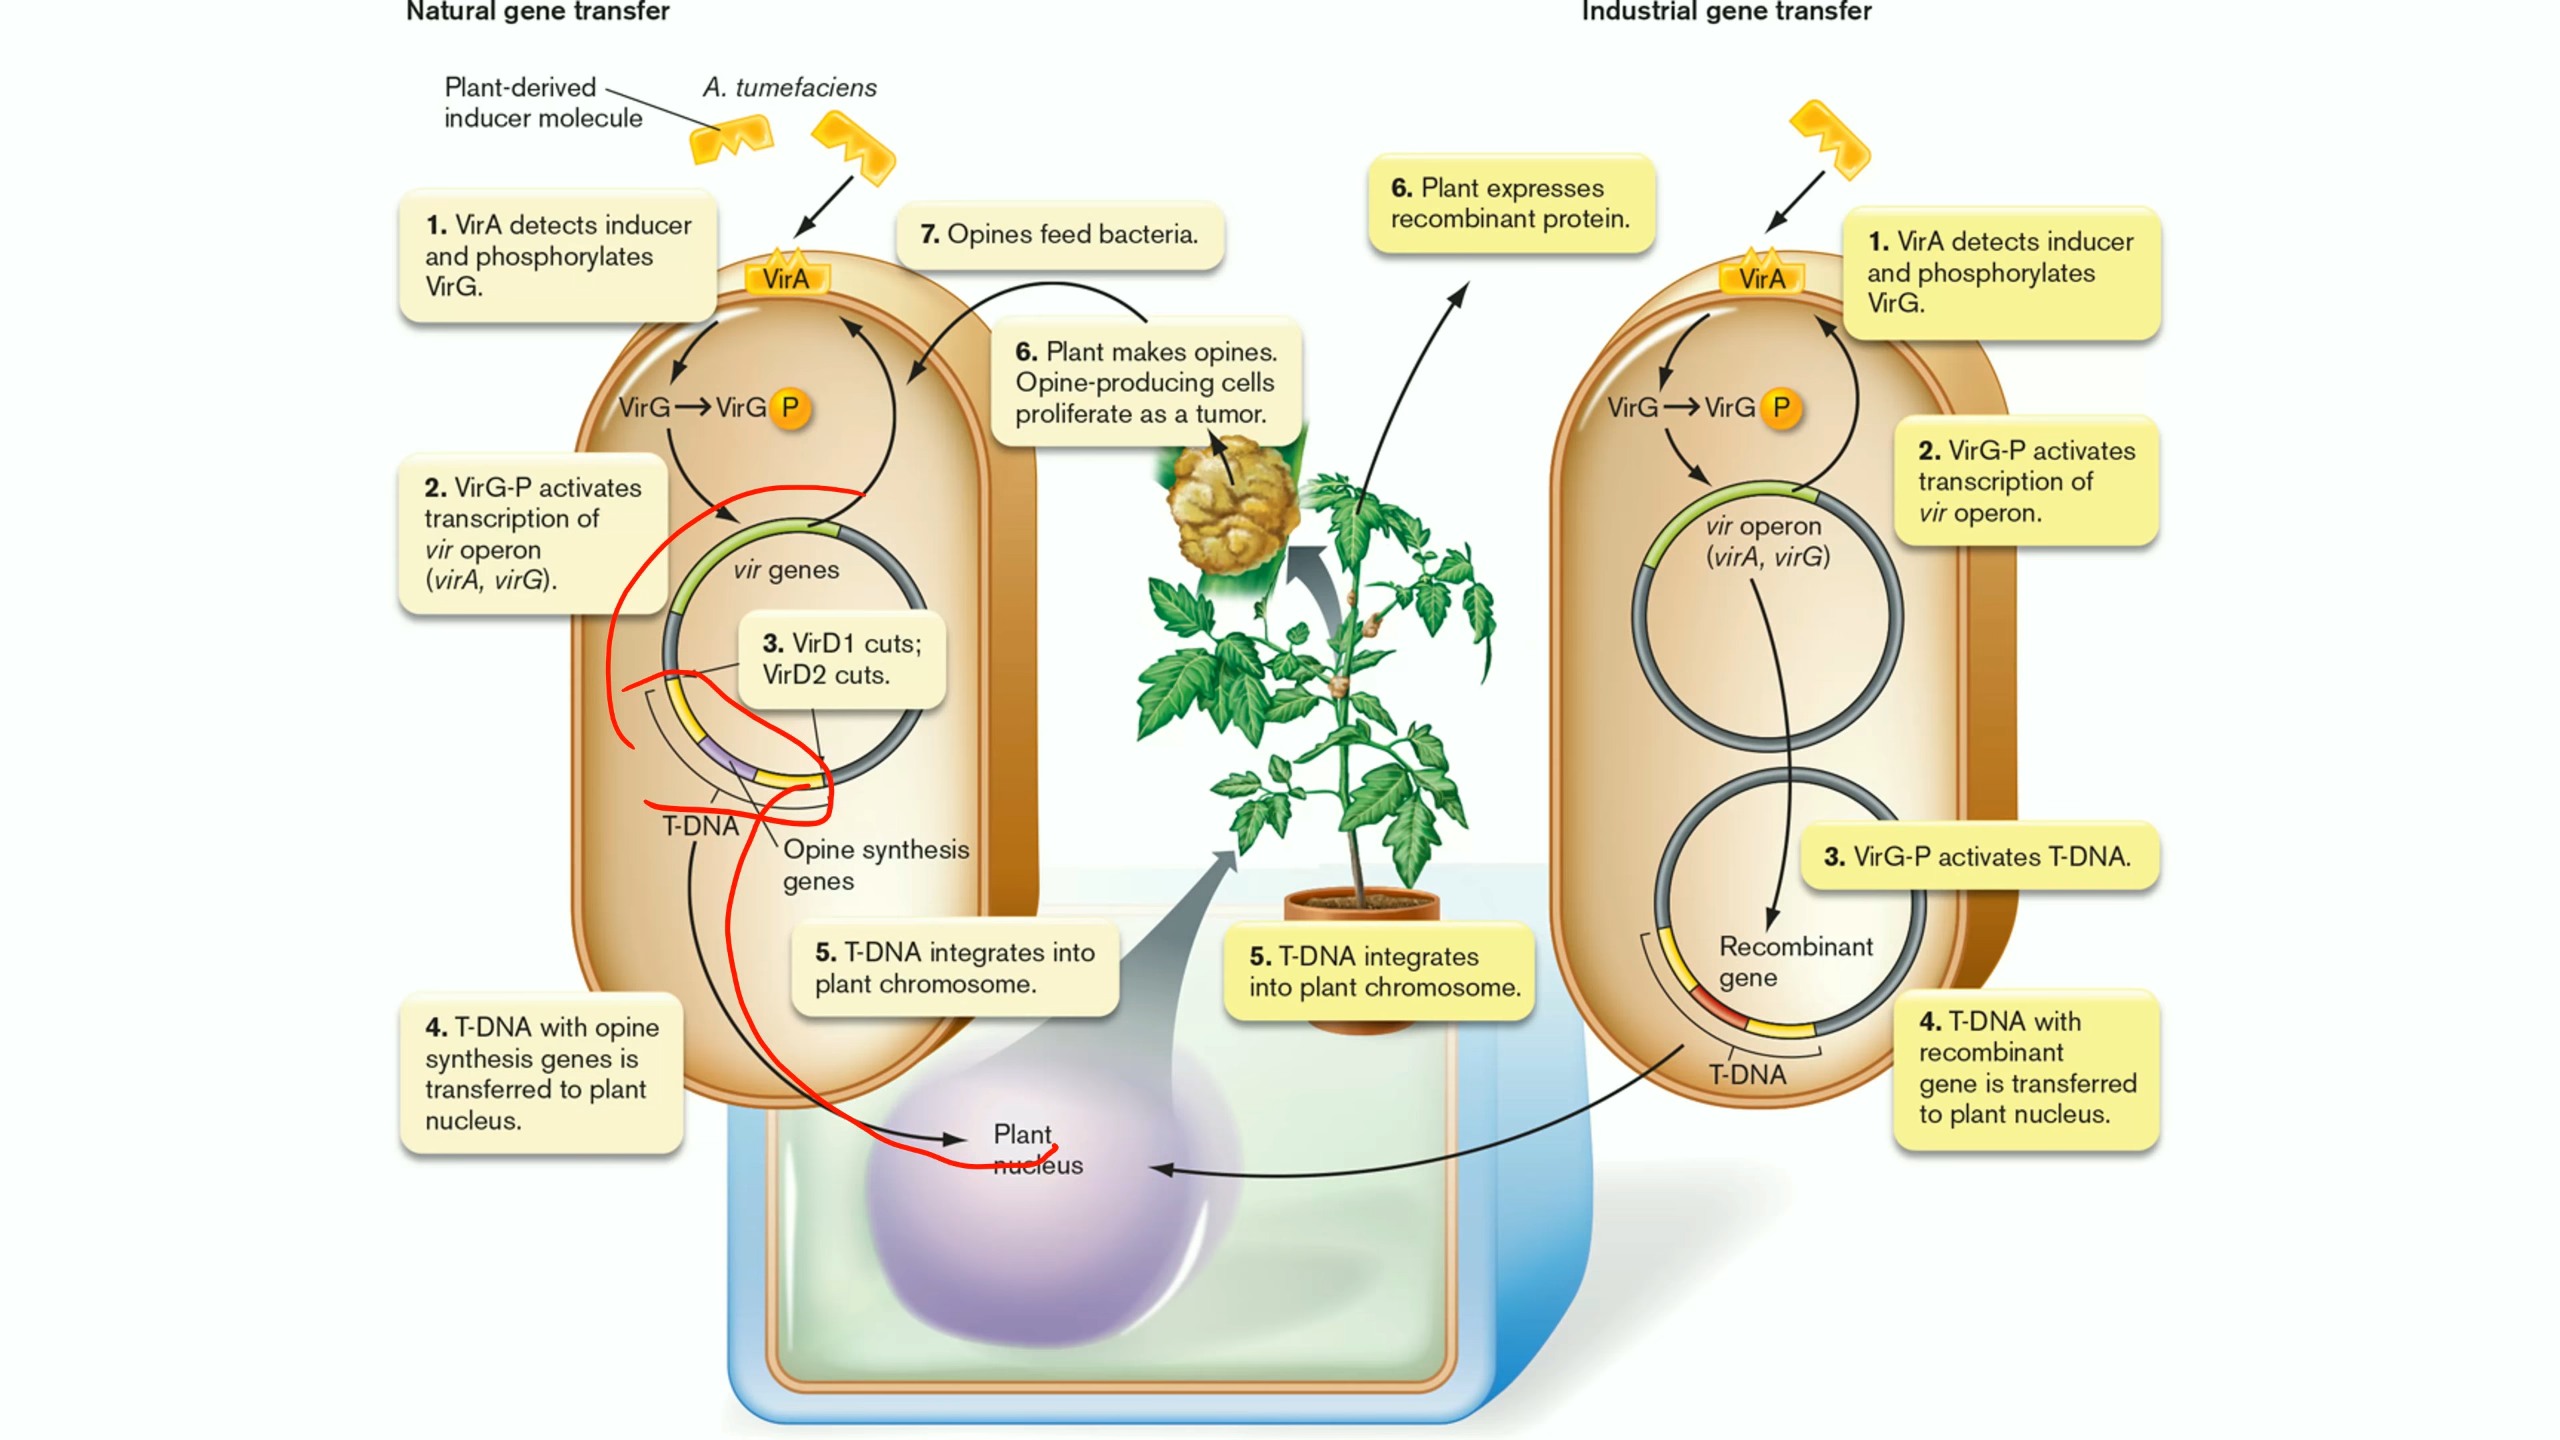 Natural gene transfer
Industrial gene transfer
Plant-derived
inducer molecule
A. tumefaciens
1. VirA detects inducer
and phosphorylates
VirG.
7. Opines feed bacteria.
VirA
6. Plant makes opines.
Opine-producing cells
proliferate as a tumor.
VirG → VirG P
2. VirG-P activates
transcription of
vir operon
(virA, virG).
vir genes
3. VirD1 cuts;
VirD2 cuts.
T-DNA
Opine synthesis
genes
5. T-DNA integrates into
plant chromosome.
4. T-DNA with opine
synthesis genes is
transferred to plant
nucleus.
Plant
nucleus
6. Plant expresses
recombinant protein.
VirA
1. VirA detects inducer
and phosphorylates
VirG.
VirG → VirG P
2. VirG-P activates
transcription of
vir operon.
vir operon
(virA, virG)
3. VirG-P activates T-DNA.
Recombinant
gene
5. T-DNA integrates
into plant chromosome.
T-DNA
4. T-DNA with
recombinant
gene is transferred
to plant nucleus.